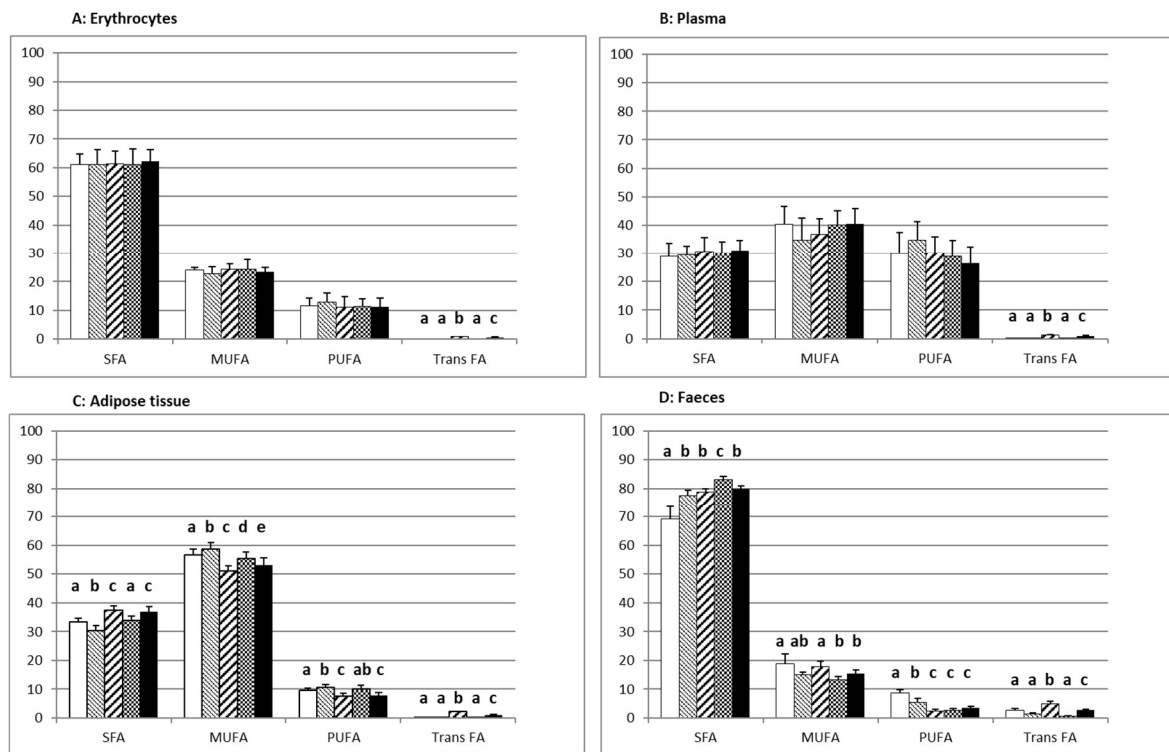 A: Erythrocytes
100
90
80
70
60
50
40
30
20
10
0
a a b a c
SFA MUFA PUFA Trans FA
B: Plasma
100
90
80
70
60
50
40
30
20
10
0
a a b a c
SFA MUFA PUFA Trans FA
C: Adipose tissue
100
90
80
70
60
50
40
30
20
10
0
a b c d e
a b c a c
a b c ab c
a a b a c
SFA MUFA PUFA Trans FA
D: Faeces
100
90
80
70
60
50
40
30
20
10
0
a b b c b
a ab a b b
a b c c c
a a b a c
SFA MUFA PUFA Trans FA